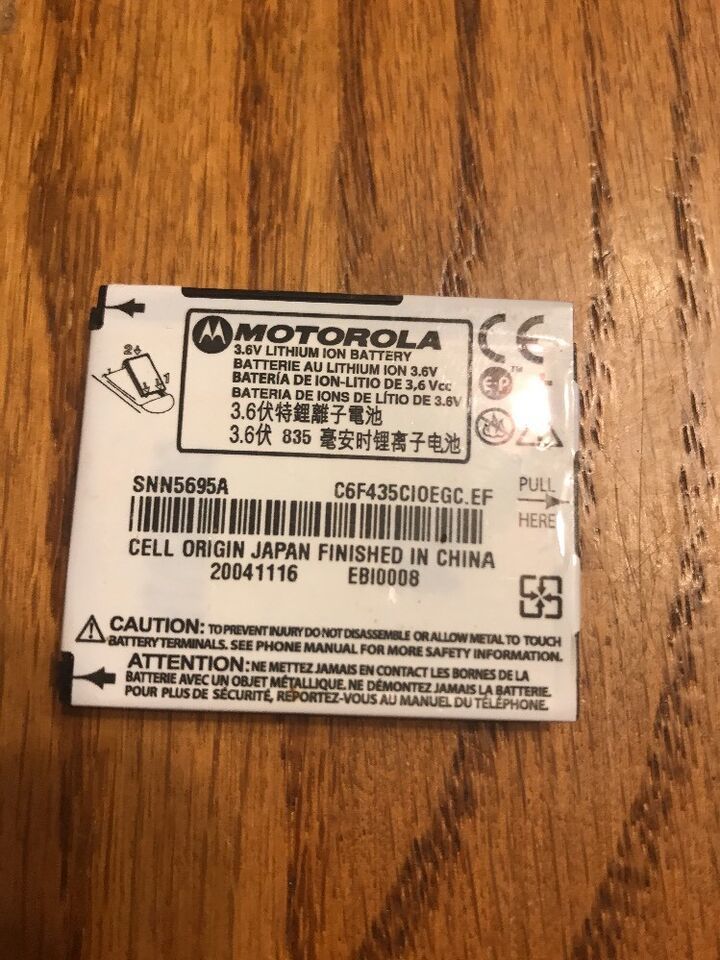 MOTOROLA
3.6V LITHIUM ION BATTERY
BATTERIE AU LITHIUM ION 3.6V
BATERÍA DE ION-LITIO DE 3,6 Vcc
BATERIA DE IONS DE LÍTIO DE 3.6V
3.6伏特鋰離子電池
3.6伏 835 毫安时锂离子电池
CE
E-P™
2
1
SNN5695A C6F435CIOEGC.EF
PULL
HERE
CELL ORIGIN JAPAN FINISHED IN CHINA
20041116 EBI0008
CAUTION: TO PREVENT INJURY DO NOT DISASSEMBLE OR ALLOW METAL TO TOUCH
BATTERY TERMINALS. SEE PHONE MANUAL FOR MORE SAFETY INFORMATION.
ATTENTION: NE METTEZ JAMAIS EN CONTACT LES BORNES DE LA
BATTERIE AVEC UN OBJET MÉTALLIQUE. NE DÉMONTEZ JAMAIS LA BATTERIE.
POUR PLUS DE SÉCURITÉ, REPORTEZ-VOUS AU MANUEL DU TÉLÉPHONE.